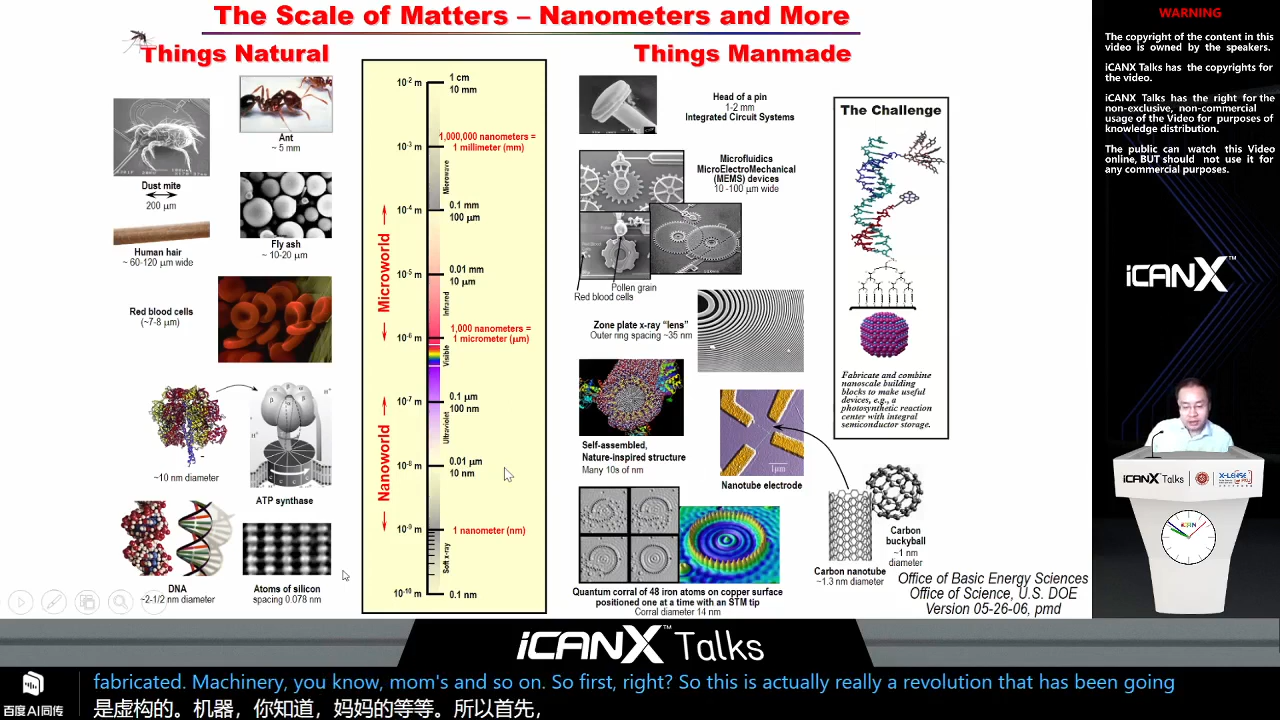 The Scale of Matters – Nanometers and More
Things Natural
Things Manmade
Ant
~ 5 mm
Dust mite
200 µm
Human hair
~ 60-120 µm wide
Fly ash
~ 10-20 µm
Red blood cells
(~7-8 µm)
~10 nm diameter
ATP synthase
DNA
~2-1/2 nm diameter
Atoms of silicon
spacing 0.078 nm
10⁻² m
1 cm
10 mm
1,000,000 nanometers =
1 millimeter (mm)
10⁻³ m
Microwave
0.1 mm
100 µm
10⁻⁴ m
Microworld
0.01 mm
10 µm
10⁻⁵ m
Infrared
1,000 nanometers =
1 micrometer (µm)
10⁻⁶ m
Visible
0.1 µm
100 nm
10⁻⁷ m
Ultraviolet
Nanoworld
0.01 µm
10 nm
10⁻⁸ m
1 nanometer (nm)
10⁻⁹ m
Soft x-ray
10⁻¹⁰ m
0.1 nm
Head of a pin
1-2 mm
Integrated Circuit Systems
Microfluidics
MicroElectroMechanical
(MEMS) devices
10 -100 µm wide
Pollen grain
Red blood cells
Zone plate x-ray “lens”
Outer ring spacing ~35 nm
Self-assembled,
Nature-inspired structure
Many 10s of nm
1µm
Nanotube electrode
Quantum corral of 48 iron atoms on copper surface
positioned one at a time with an STM tip
Corral diameter 14 nm
Carbon nanotube
~1.3 nm diameter
Carbon
buckyball
~1 nm
diameter
The Challenge
Fabricate and combine
nanoscale building
blocks to make useful
devices, e.g., a
photosynthetic reaction
center with integral
semiconductor storage.
Office of Basic Energy Sciences
Office of Science, U.S. DOE
Version 05-26-06, pmd
WARNING
The copyright of the content in this
video is owned by the speakers.
iCANX Talks has the copyrights for
the video.
iCANX Talks has the right for the
non-exclusive, non-commercial
usage of the Video for purposes of
knowledge distribution.
The public can watch this Video
online, BUT should not use it for
any commercial purposes.
iCANX™
iCANX Talks
X-LERGE
iCANX Talks
百度AI同传
fabricated. Machinery, you know, mom's and so on. So first, right? So this is actually really a revolution that has been going
是虚构的。机器，你知道，妈妈的等等。所以首先，